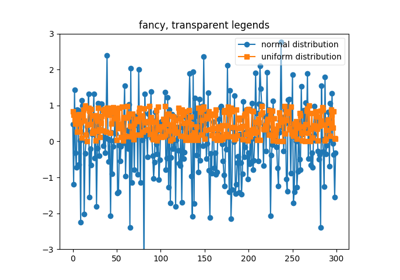 fancy, transparent legends
normal distribution
uniform distribution
3
2
1
0
−1
−2
−3
0 50 100 150 200 250 300